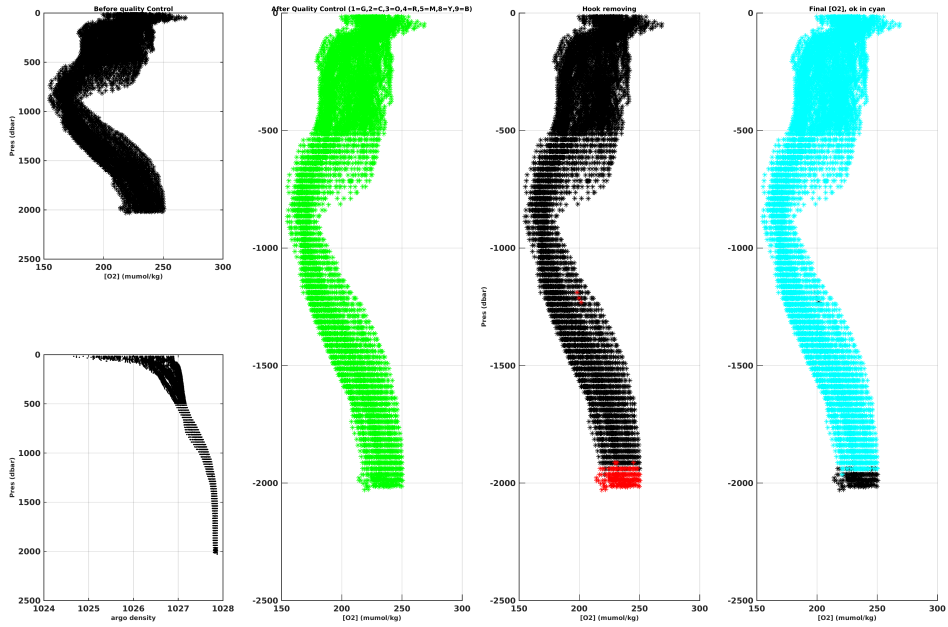 Before quality Control
0
500
1000
1500
2000
2500
Pres (dbar)
150 200 250 300
[O2] (mumol/kg)
0
500
1000
1500
2000
2500
Pres (dbar)
1024 1025 1026 1027 1028
argo density
After Quality Control (1=G,2=C,3=O,4=R,5=M,8=Y,9=B)
0
-500
-1000
-1500
-2000
-2500
150 200 250 300
[O2] (mumol/kg)
Hook removing
0
-500
-1000
-1500
-2000
-2500
Pres (dbar)
150 200 250 300
[O2] (mumol/kg)
Final [O2], ok in cyan
0
-500
-1000
-1500
-2000
-2500
150 200 250 300
[O2] (mumol/kg)